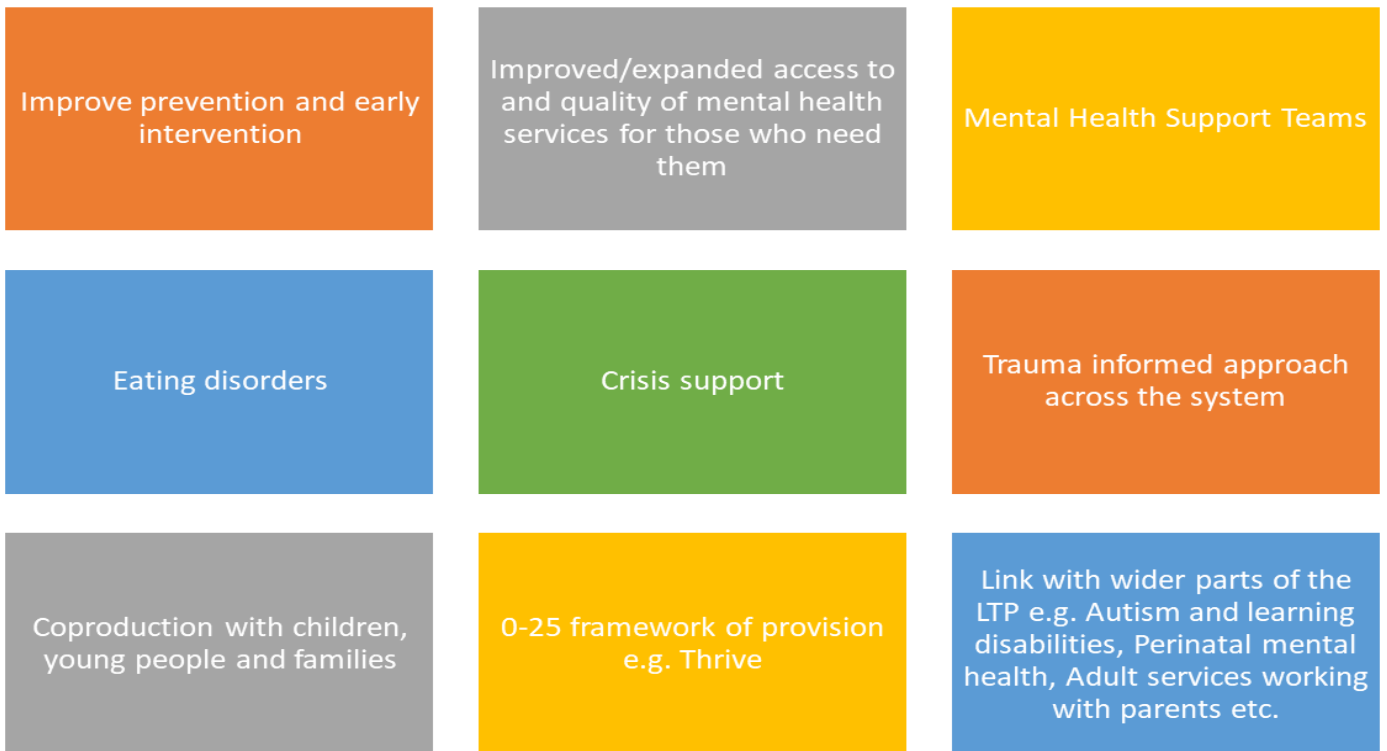 Improve prevention and early
intervention
Improved/expanded access to
and quality of mental health
services for those who need
them
Mental Health Support Teams
Eating disorders
Crisis support
Trauma informed approach
across the system
Coproduction with children,
young people and families
0-25 framework of provision
e.g. Thrive
Link with wider parts of the
LTP e.g. Autism and learning
disabilities, Perinatal mental
health, Adult services working
with parents etc.